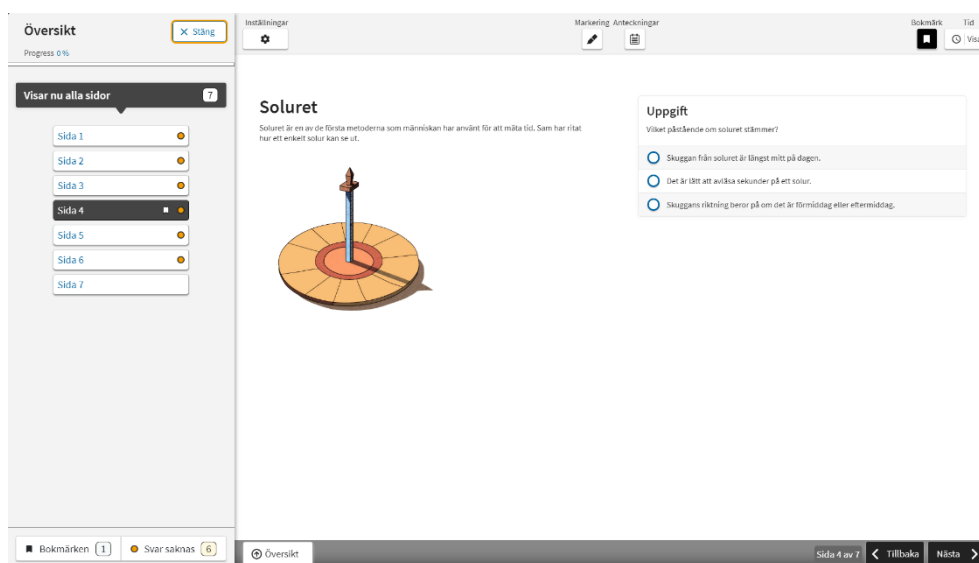 Översikt
Stäng
Progress 0%
Visar nu alla sidor 7
Sida 1
Sida 2
Sida 3
Sida 4
Sida 5
Sida 6
Sida 7
Bokmärken 1
Svar saknas 6
Inställningar
Markering Anteckningar
Bokmärk Tid
Visa
Soluret
Soluret är en av de första metoderna som människan har använt för att mäta tid. Sam har ritat
hur ett enkelt solur kan se ut.
Uppgift
Vilket påstående om soluret stämmer?
Skuggan från soluret är längst mitt på dagen.
Det är lätt att avläsa sekunder på ett solur.
Skuggans riktning beror på om det är förmiddag eller eftermiddag.
Översikt
Sida 4 av 7
Tillbaka
Nästa